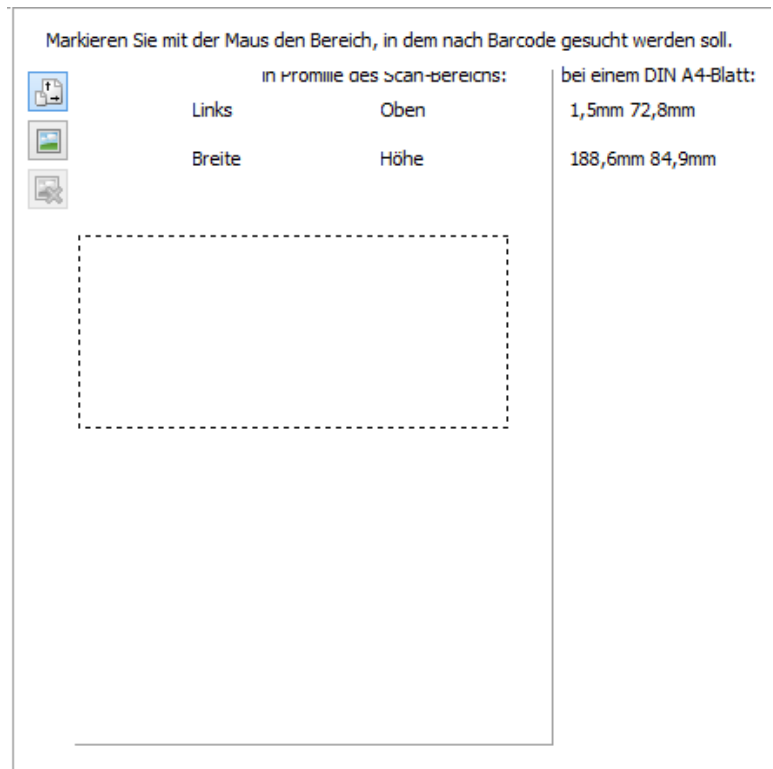 Markieren Sie mit der Maus den Bereich, in dem nach Barcode gesucht werden soll.
in Promille des Scan-Bereichs: bei einem DIN A4-Blatt:
Links Oben 1,5mm 72,8mm
Breite Höhe 188,6mm 84,9mm